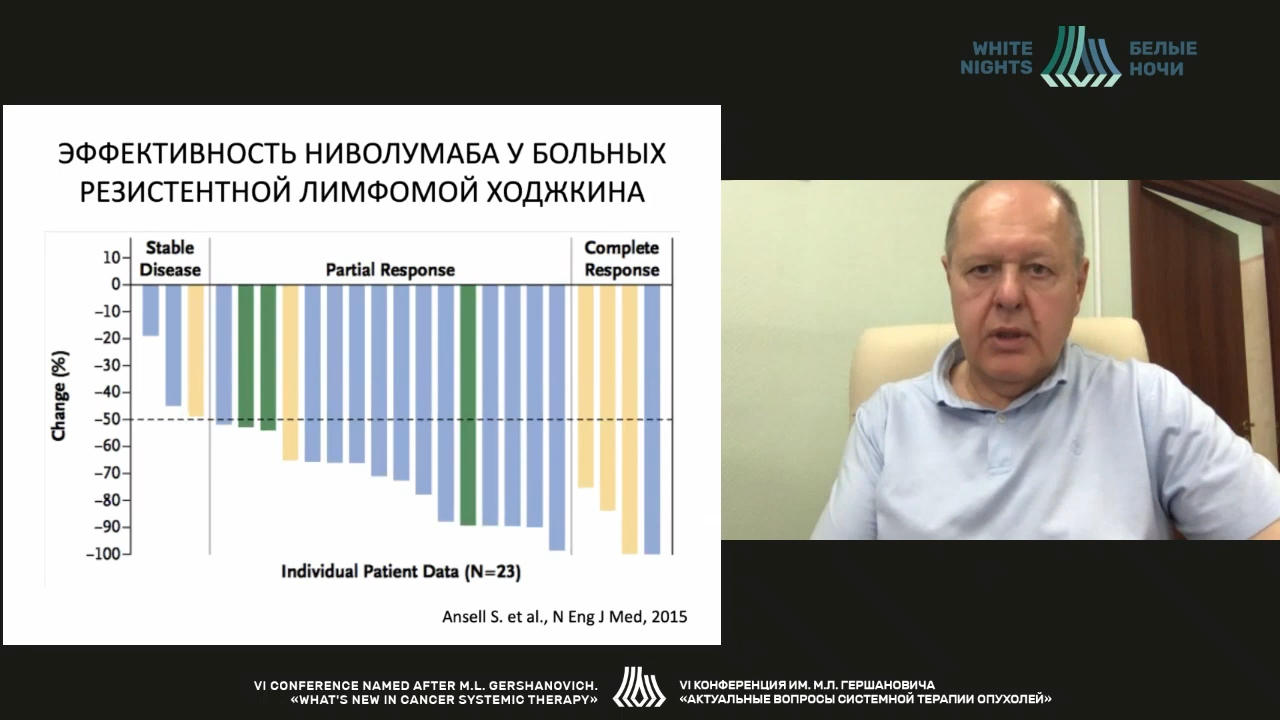 WHITE
NIGHTS
БЕЛЫЕ
НОЧИ
ЭФФЕКТИВНОСТЬ НИВОЛУМАБА У БОЛЬНЫХ
РЕЗИСТЕНТНОЙ ЛИМФОМОЙ ХОДЖКИНА
Stable
Disease
Partial Response
Complete
Response
Change (%)
10
0
−10
−20
−30
−40
−50
−60
−70
−80
−90
−100
Individual Patient Data (N=23)
Ansell S. et al., N Eng J Med, 2015
VI CONFERENCE NAMED AFTER M.L. GERSHANOVICH.
«WHAT'S NEW IN CANCER SYSTEMIC THERAPY»
VI КОНФЕРЕНЦИЯ ИМ. М.Л. ГЕРШАНОВИЧА
«АКТУАЛЬНЫЕ ВОПРОСЫ СИСТЕМНОЙ ТЕРАПИИ ОПУХОЛЕЙ»